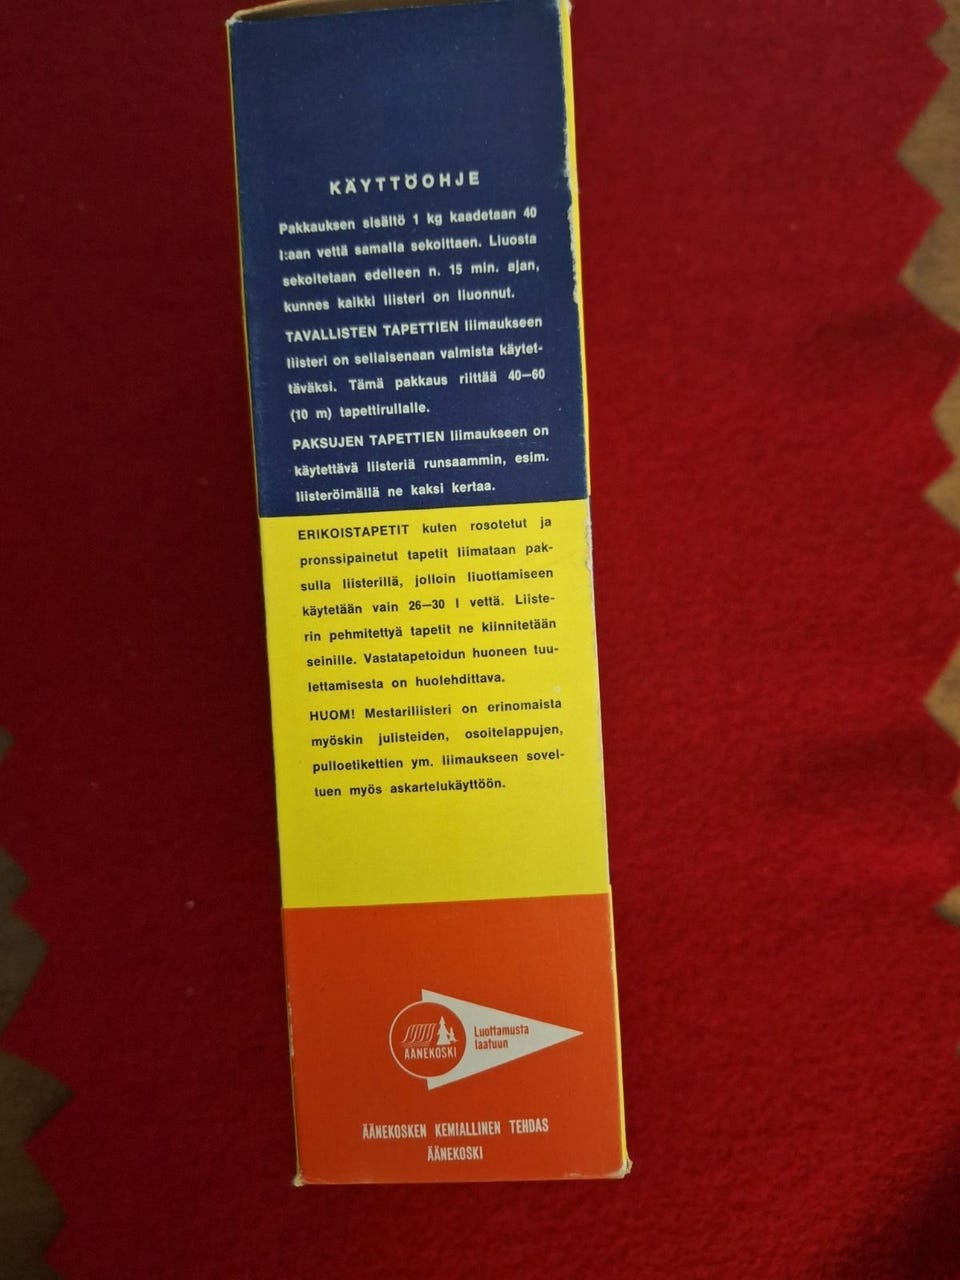 KÄYTTÖOHJE
Pakkauksen sisältö 1 kg kaadetaan 40
l:aan vettä samalla sekoittaen. Liuosta
sekoitetaan edelleen n. 15 min. ajan,
kunnes kaikki liisteri on liuonnut.
TAVALLISTEN TAPETTIEN liimaukseen
liisteri on sellaisenaan valmista käytet-
täväksi. Tämä pakkaus riittää 40—60
(10 m) tapettirullalle.
PAKSUJEN TAPETTIEN liimaukseen on
käytettävä liisteriä runsaammin, esim.
liisteröimällä ne kaksi kertaa.
ERIKOISTAPETIT kuten rosotetut ja
pronssipainetut tapetit liimataan pak-
sulla liisterillä, jolloin liuottamiseen
käytetään vain 26—30 l vettä. Liiste-
rin pehmitettyä tapetit ne kiinnitetään
seinille. Vastatapetoidun huoneen tuu-
lettamisesta on huolehdittava.
HUOM! Mestariliisteri on erinomaista
myöskin julisteiden, osoitelappujen,
pulloetikettien ym. liimaukseen sovel-
tuen myös askartelukäyttöön.
ÄÄNEKOSKI
Luottamusta
laatuun
ÄÄNEKOSKEN KEMIALLINEN TEHDAS
ÄÄNEKOSKI